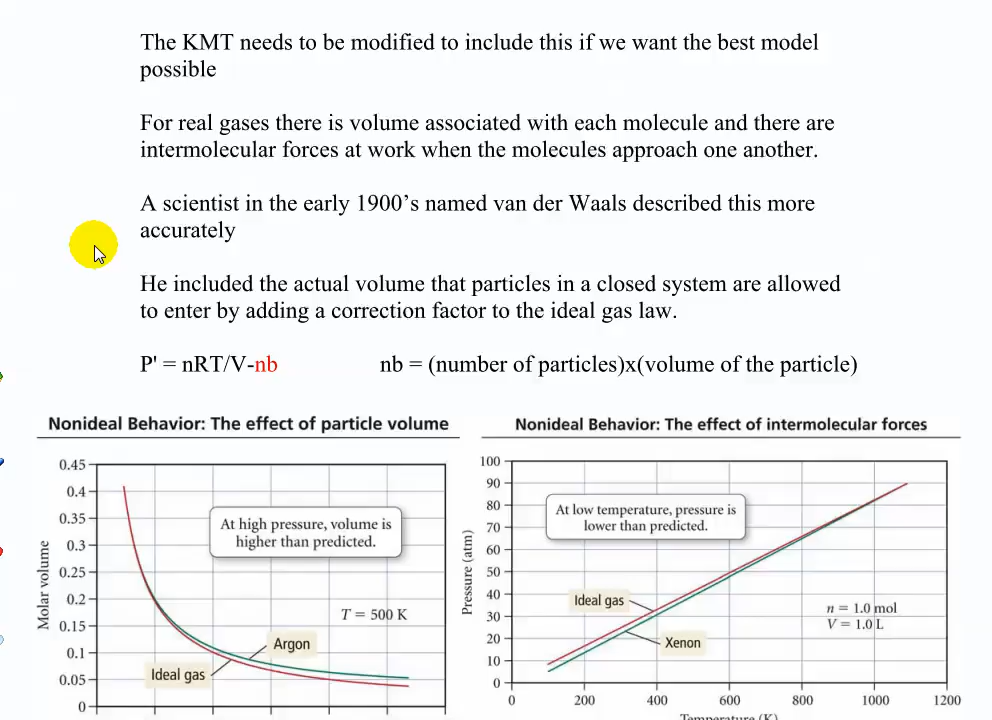 The KMT needs to be modified to include this if we want the best model
possible
For real gases there is volume associated with each molecule and there are
intermolecular forces at work when the molecules approach one another.
A scientist in the early 1900's named van der Waals described this more
accurately
He included the actual volume that particles in a closed system are allowed
to enter by adding a correction factor to the ideal gas law.
P' = nRT/V-nb nb = (number of particles)x(volume of the particle)
Nonideal Behavior: The effect of particle volume
0.45
0.4
0.35
0.3
0.25
0.2
0.15
0.1
0.05
0
Molar volume
At high pressure, volume is
higher than predicted.
T = 500 K
Argon
Ideal gas
Nonideal Behavior: The effect of intermolecular forces
100
90
80
70
60
50
40
30
20
10
0
Pressure (atm)
At low temperature, pressure is
lower than predicted.
Ideal gas
Xenon
n = 1.0 mol
V = 1.0 L
0 200 400 600 800 1000 1200
Temperature (K)